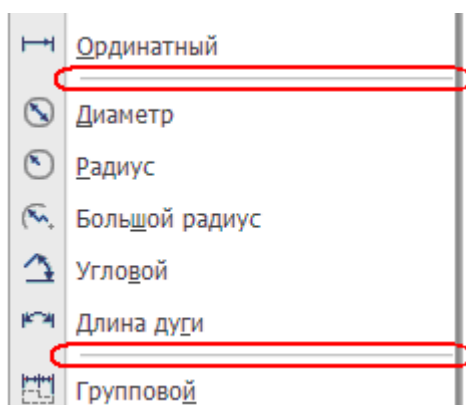 Ординатный
Диаметр
Радиус
Большой радиус
Угловой
Длина дуги
Групповой